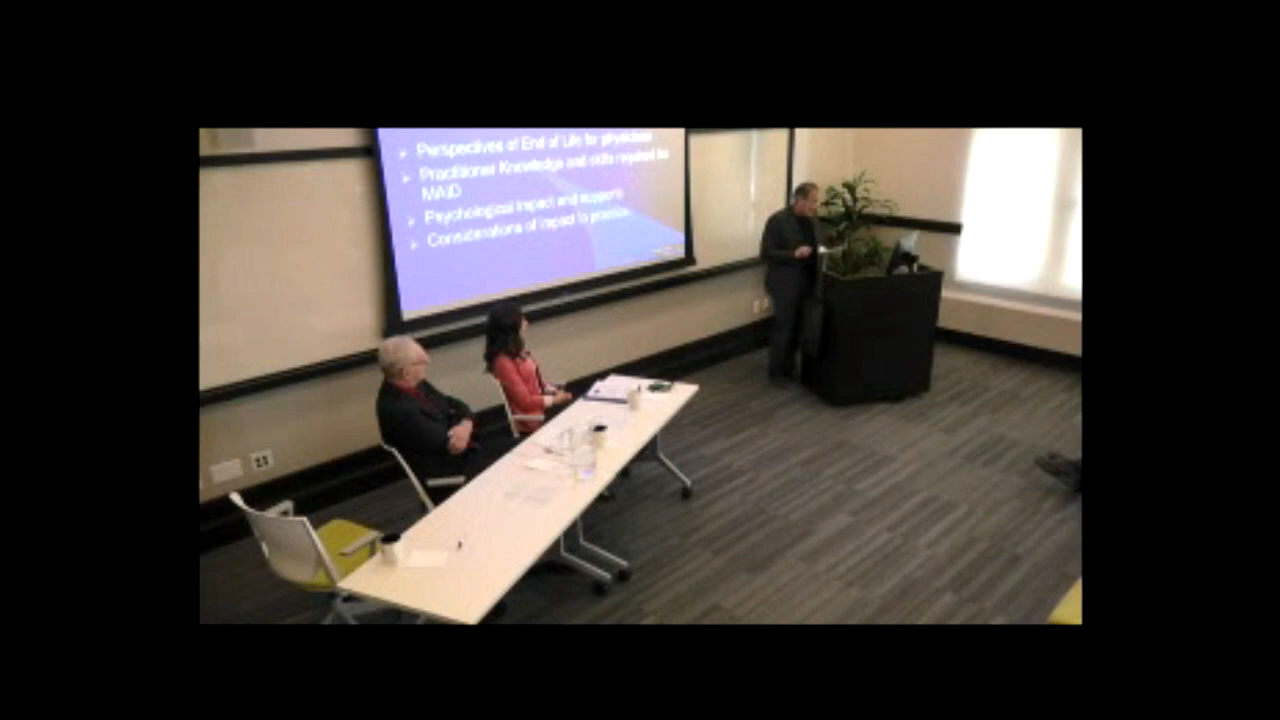 Perspectives of End of Life for physicians
Practitioner Knowledge and skills required for
MAiD
Psychological impact and supports
Considerations of impact to practice